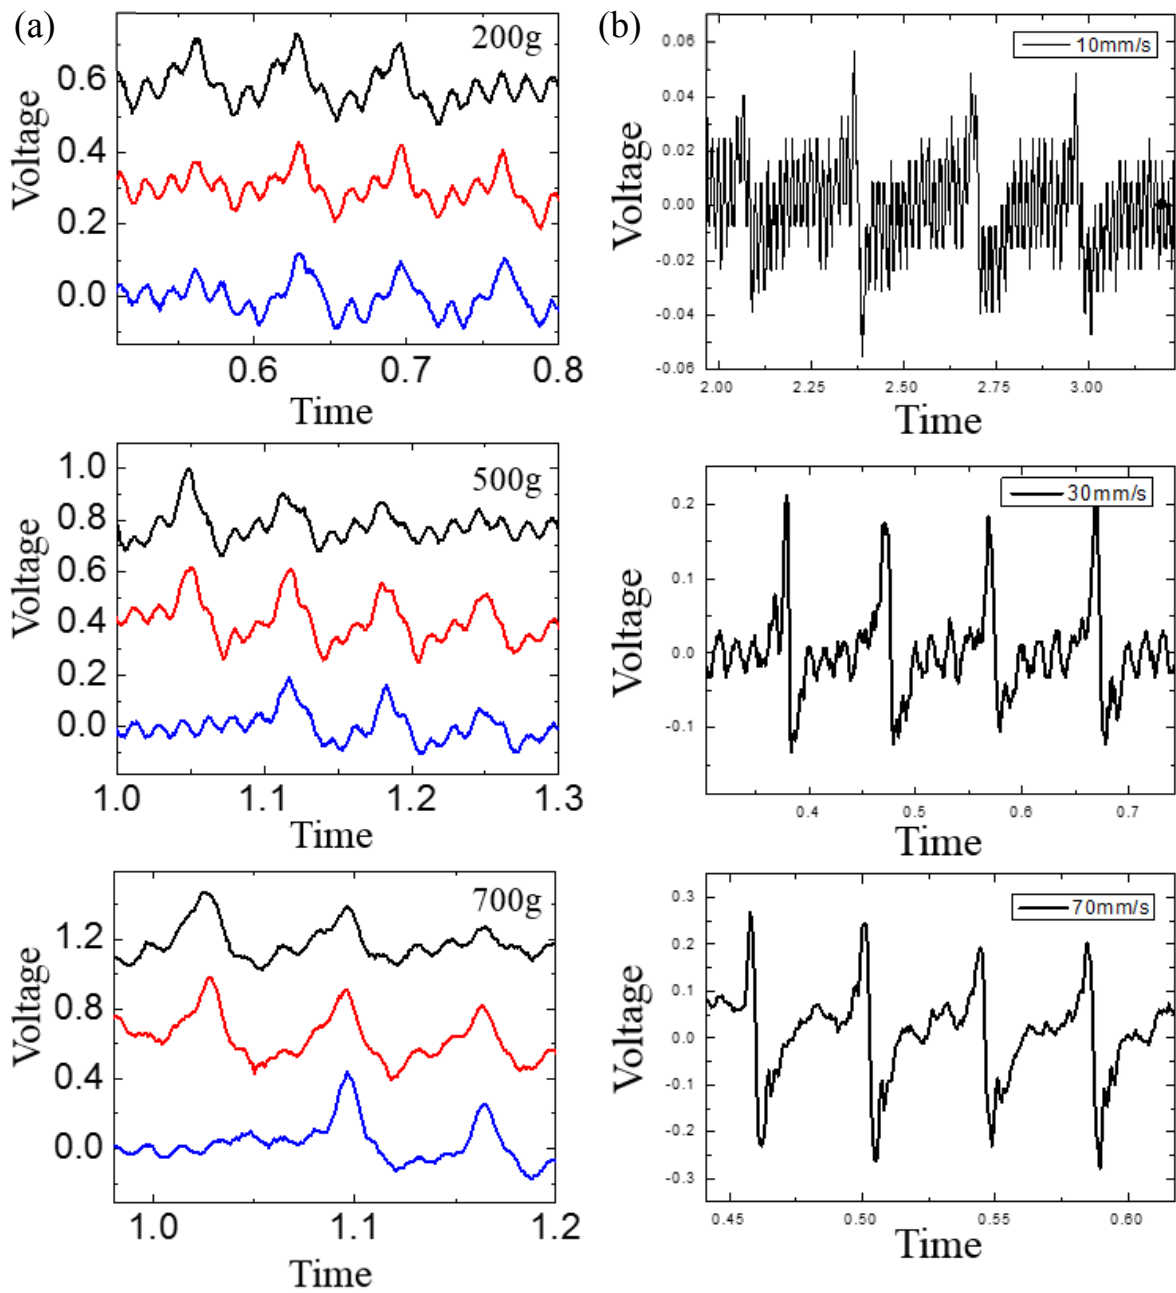 (a)
200g
Voltage
0.6
0.4
0.2
0.0
0.6 0.7 0.8
Time
500g
Voltage
1.0
0.8
0.6
0.4
0.2
0.0
1.0 1.1 1.2 1.3
Time
700g
Voltage
1.2
0.8
0.4
0.0
1.0 1.1 1.2
Time
(b)
10mm/s
Voltage
0.06
0.04
0.02
0.00
-0.02
-0.04
-0.06
2.00 2.25 2.50 2.75 3.00
Time
30mm/s
Voltage
0.2
0.1
0.0
-0.1
0.4 0.5 0.6 0.7
Time
70mm/s
Voltage
0.3
0.2
0.1
0.0
-0.1
-0.2
-0.3
0.45 0.50 0.55 0.60
Time